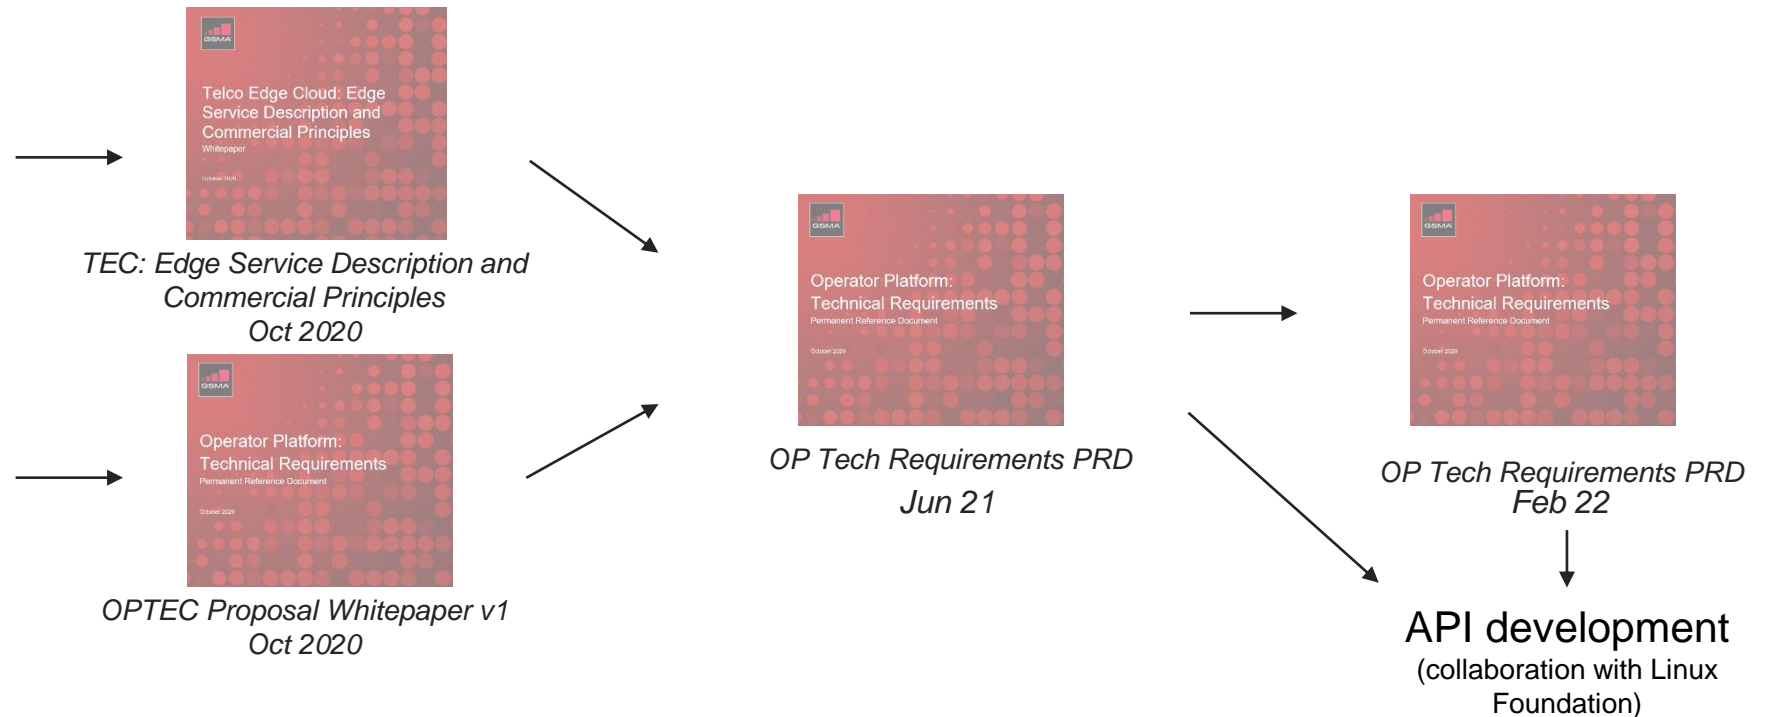 GSMA
Telco Edge Cloud: Edge
Service Description and
Commercial Principles
Whitepaper
October 2020
TEC: Edge Service Description and
Commercial Principles
Oct 2020
GSMA
Operator Platform:
Technical Requirements
Permanent Reference Document
October 2020
OPTEC Proposal Whitepaper v1
Oct 2020
GSMA
Operator Platform:
Technical Requirements
Permanent Reference Document
October 2020
OP Tech Requirements PRD
Jun 21
GSMA
Operator Platform:
Technical Requirements
Permanent Reference Document
October 2020
OP Tech Requirements PRD
Feb 22
API development
(collaboration with Linux
Foundation)